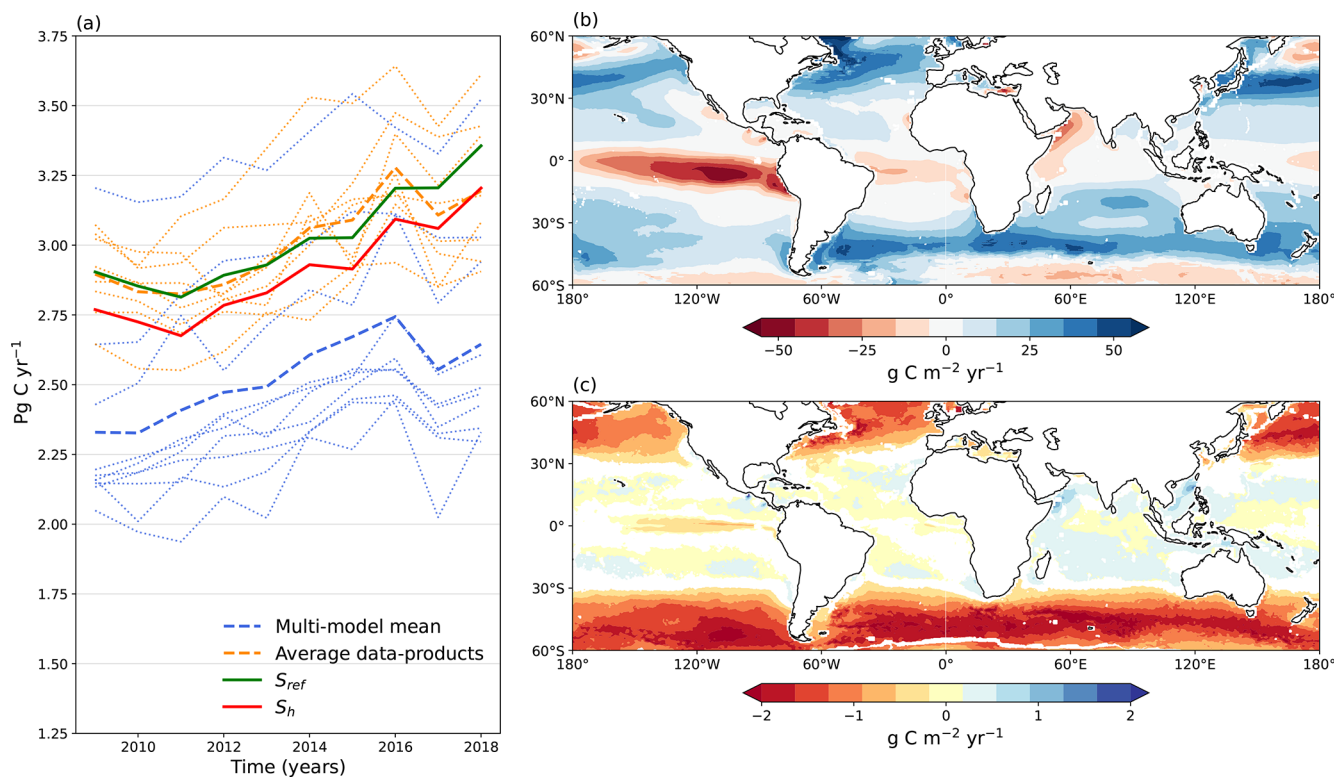 (a)
3.75
3.50
3.25
3.00
2.75
2.50
2.25
2.00
1.75
1.50
1.25
Pg C yr⁻¹
Multi-model mean
Average data-products
S_ref
S_h
2010 2012 2014 2016 2018
Time (years)
(b)
60°N
30°N
0°
30°S
60°S
180° 120°W 60°W 0° 60°E 120°E 180°
−50 −25 0 25 50
g C m⁻² yr⁻¹
(c)
60°N
30°N
0°
30°S
60°S
180° 120°W 60°W 0° 60°E 120°E 180°
−2 −1 0 1 2
g C m⁻² yr⁻¹